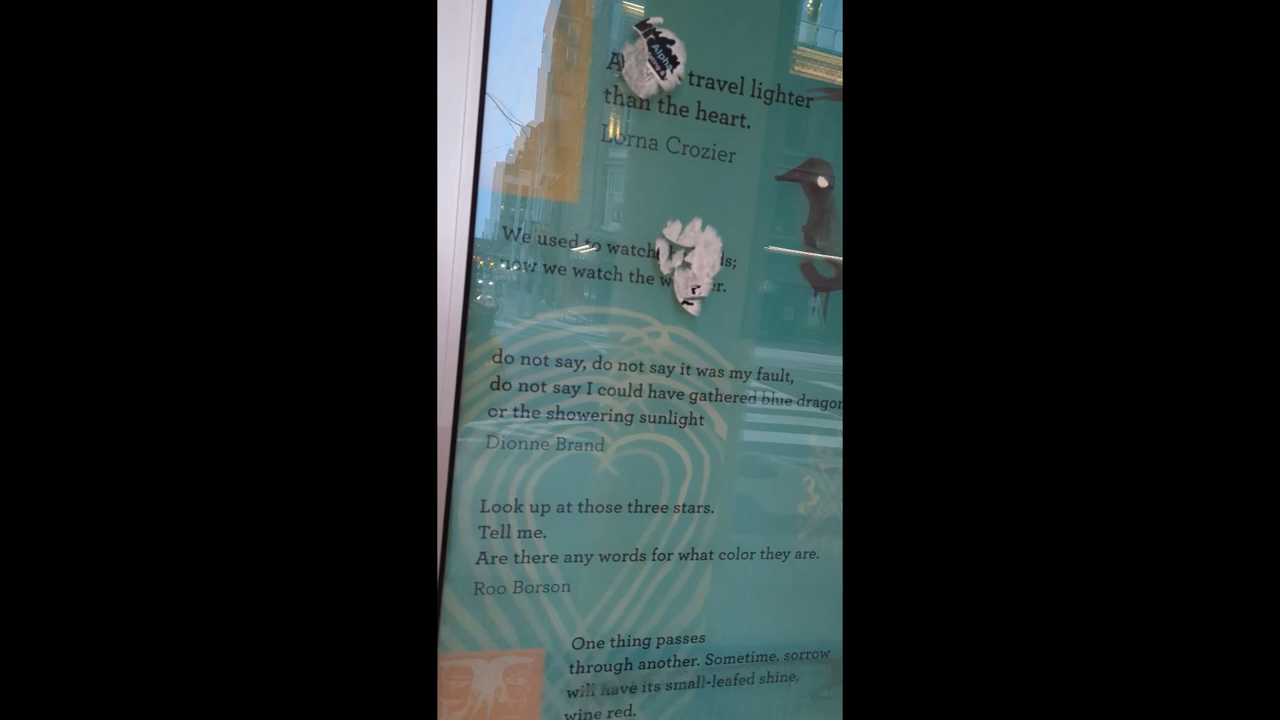 travel lighter
than the heart.
Lorna Crozier
We used to watch
now we watch the
do not say, do not say it was my fault,
do not say I could have gathered blue dragon
or the showering sunlight
Dionne Brand
Look up at those three stars.
Tell me.
Are there any words for what color they are.
Roo Borson
One thing passes
through another. Sometime, sorrow
will have its small-leafed shine,
wine red.